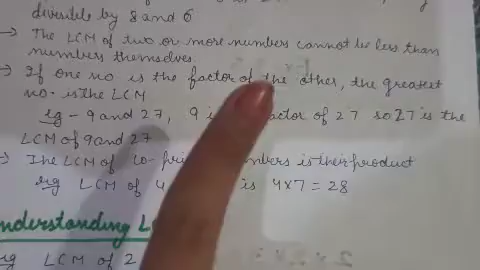 divisible by 8 and 6
→ The LCM of two or more numbers cannot be less than
numbers themselves.
→ If one no is the factor of the other, the greatest
no. is the LCM
eg - 9 and 27, 9 is factor of 27 so 27 is the
LCM of 9 and 27
→ The LCM of co-pri numbers is their product
eg LCM of 4 is 4×7 = 28
nderstanding L
eg LCM of 2